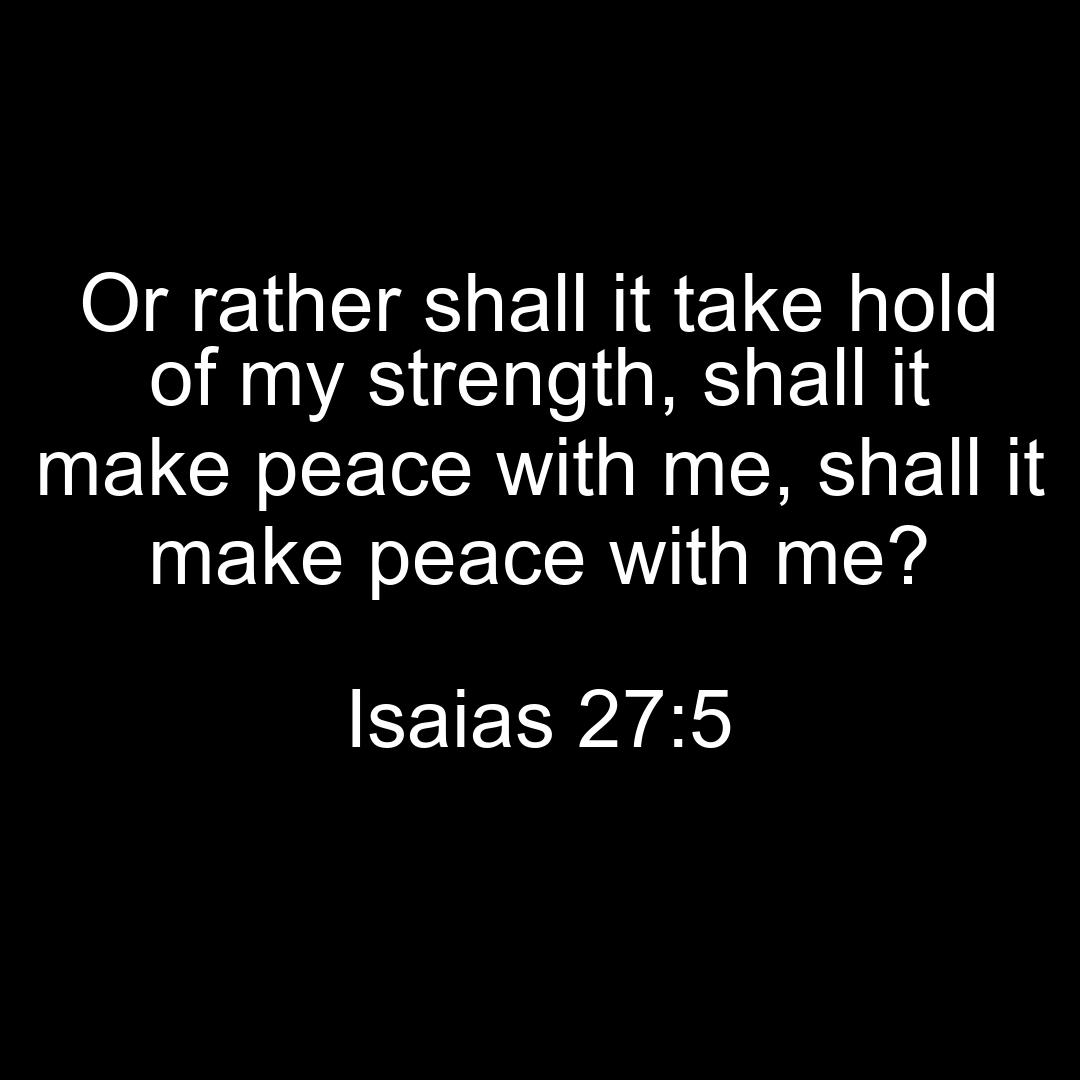 Or rather shall it take hold
of my strength, shall it
make peace with me, shall it
make peace with me?
Isaias 27:5